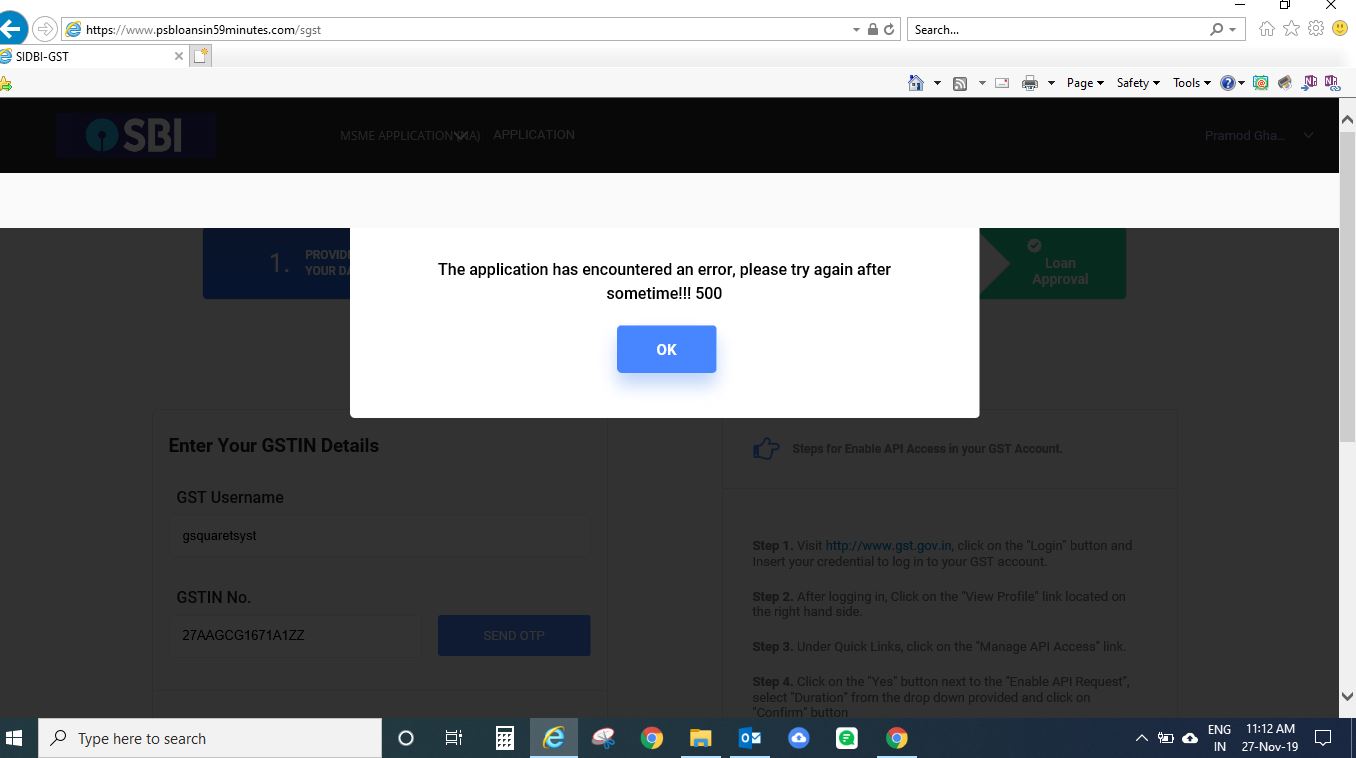 https://www.psbloansin59minutes.com/sgst
Search...
SIDBI-GST
Page
Safety
Tools
SBI
MSME APPLICATION
APPLICATION
Pramod Gha...
1.
PROVID
YOUR DA
The application has encountered an error, please try again after
sometime!!! 500
OK
Loan
Approval
Enter Your GSTIN Details
GST Username
gsquaretsyst
GSTIN No.
27AAGCG1671A1ZZ
SEND OTP
Steps for Enable API Access in your GST Account.
Step 1. Visit http://www.gst.gov.in, click on the "Login" button and
Insert your credential to log in to your GST account.
Step 2. After logging in, Click on the "View Profile" link located on
the right hand side.
Step 3. Under Quick Links, click on the "Manage API Access" link.
Step 4. Click on the "Yes" button next to the "Enable API Request",
select "Duration" from the drop down provided and click on
"Confirm" button
Type here to search
ENG
IN
11:12 AM
27-Nov-19